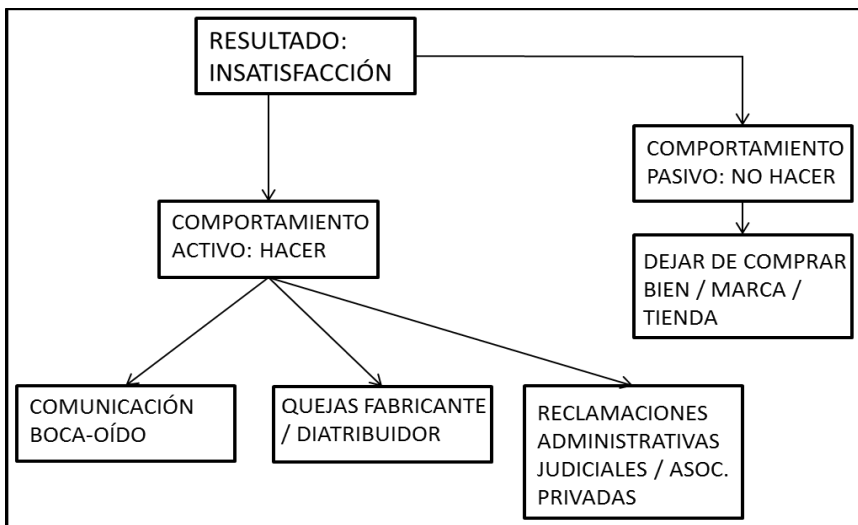 RESULTADO:
INSATISFACCIÓN
COMPORTAMIENTO
PASIVO: NO HACER
COMPORTAMIENTO
ACTIVO: HACER
DEJAR DE COMPRAR
BIEN / MARCA /
TIENDA
COMUNICACIÓN
BOCA-OÍDO
QUEJAS FABRICANTE
/ DIATRIBUIDOR
RECLAMACIONES
ADMINISTRATIVAS
JUDICIALES / ASOC.
PRIVADAS